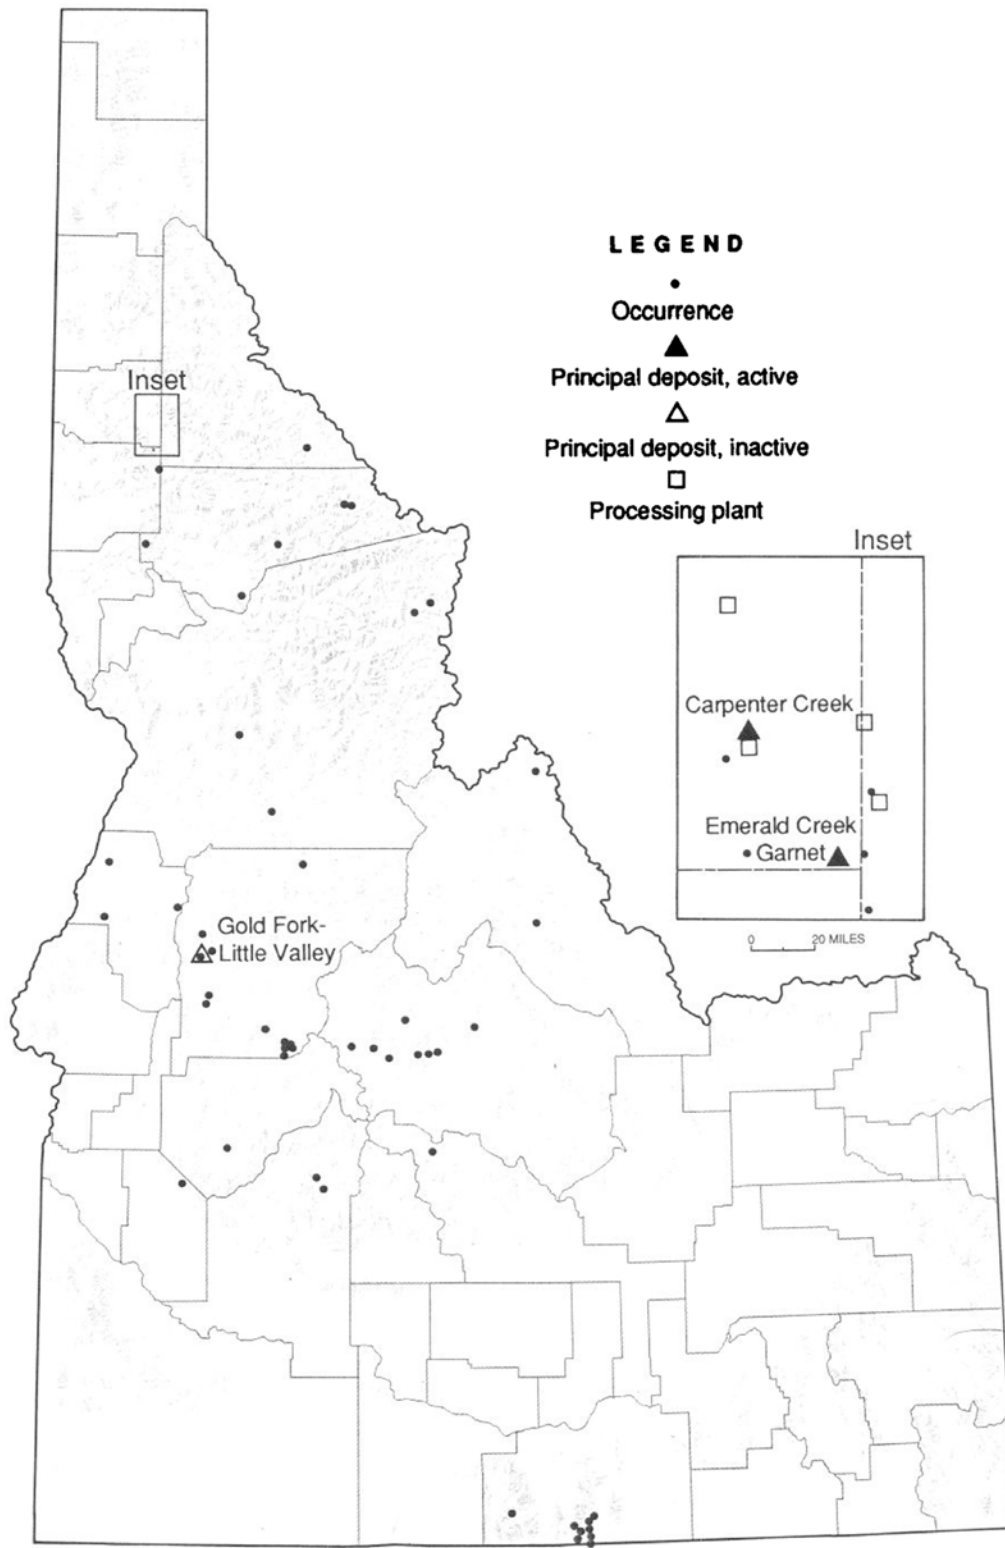 LEGEND
Occurrence
Principal deposit, active
Inset
Principal deposit, inactive
Processing plant
Inset
Carpenter Creek
Emerald Creek
Garnet
Gold Fork-
Little Valley
0 20 MILES